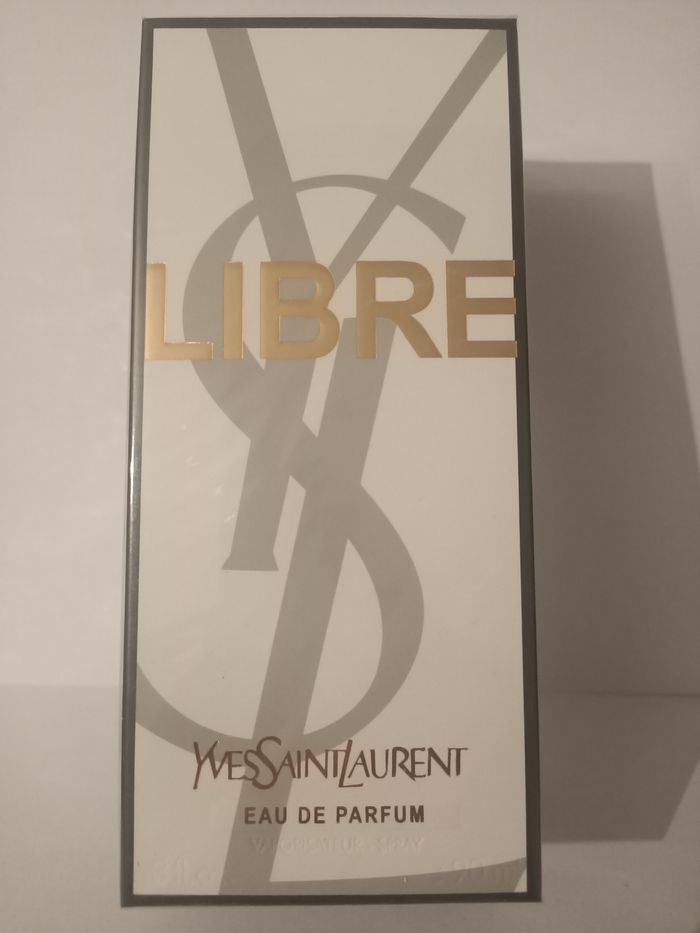 LIBRE
YVESSAINTLAURENT
EAU DE PARFUM
VAPORISATEUR - SPRAY